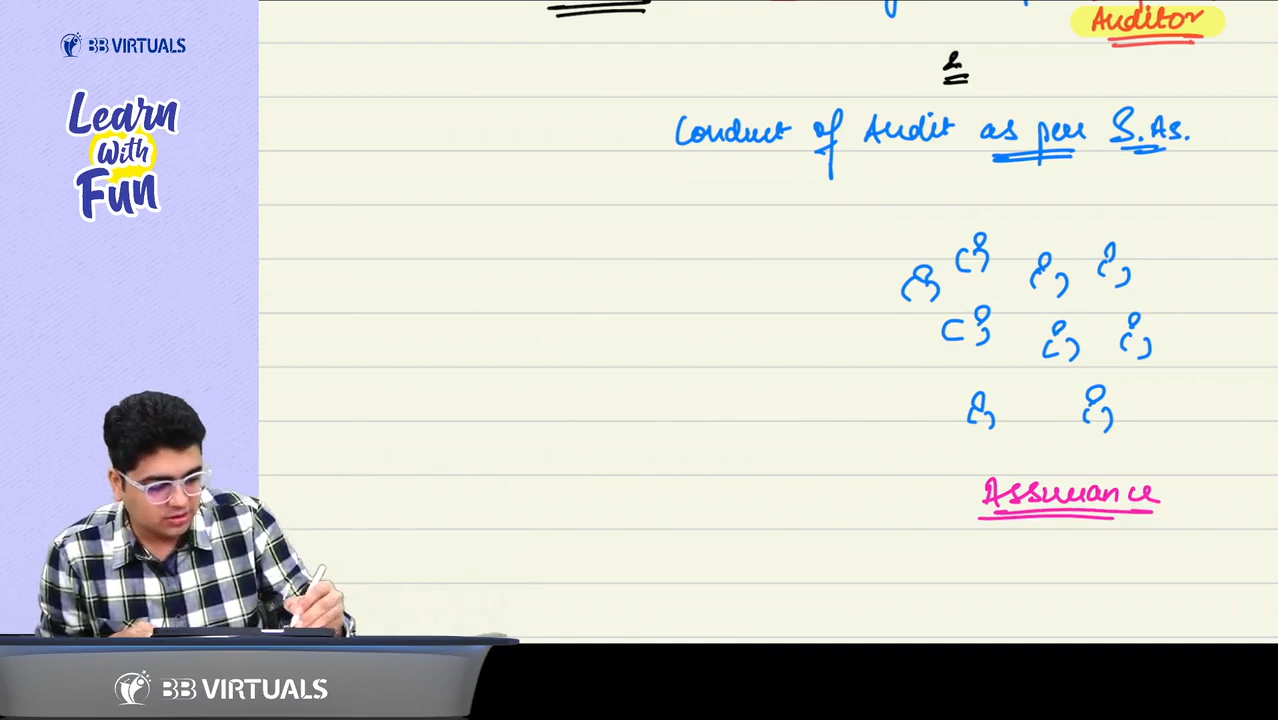 BB VIRTUALS
Learn
With
Fun
Auditor
&
Conduct of Audit as per S.As.
Assurance
BB VIRTUALS